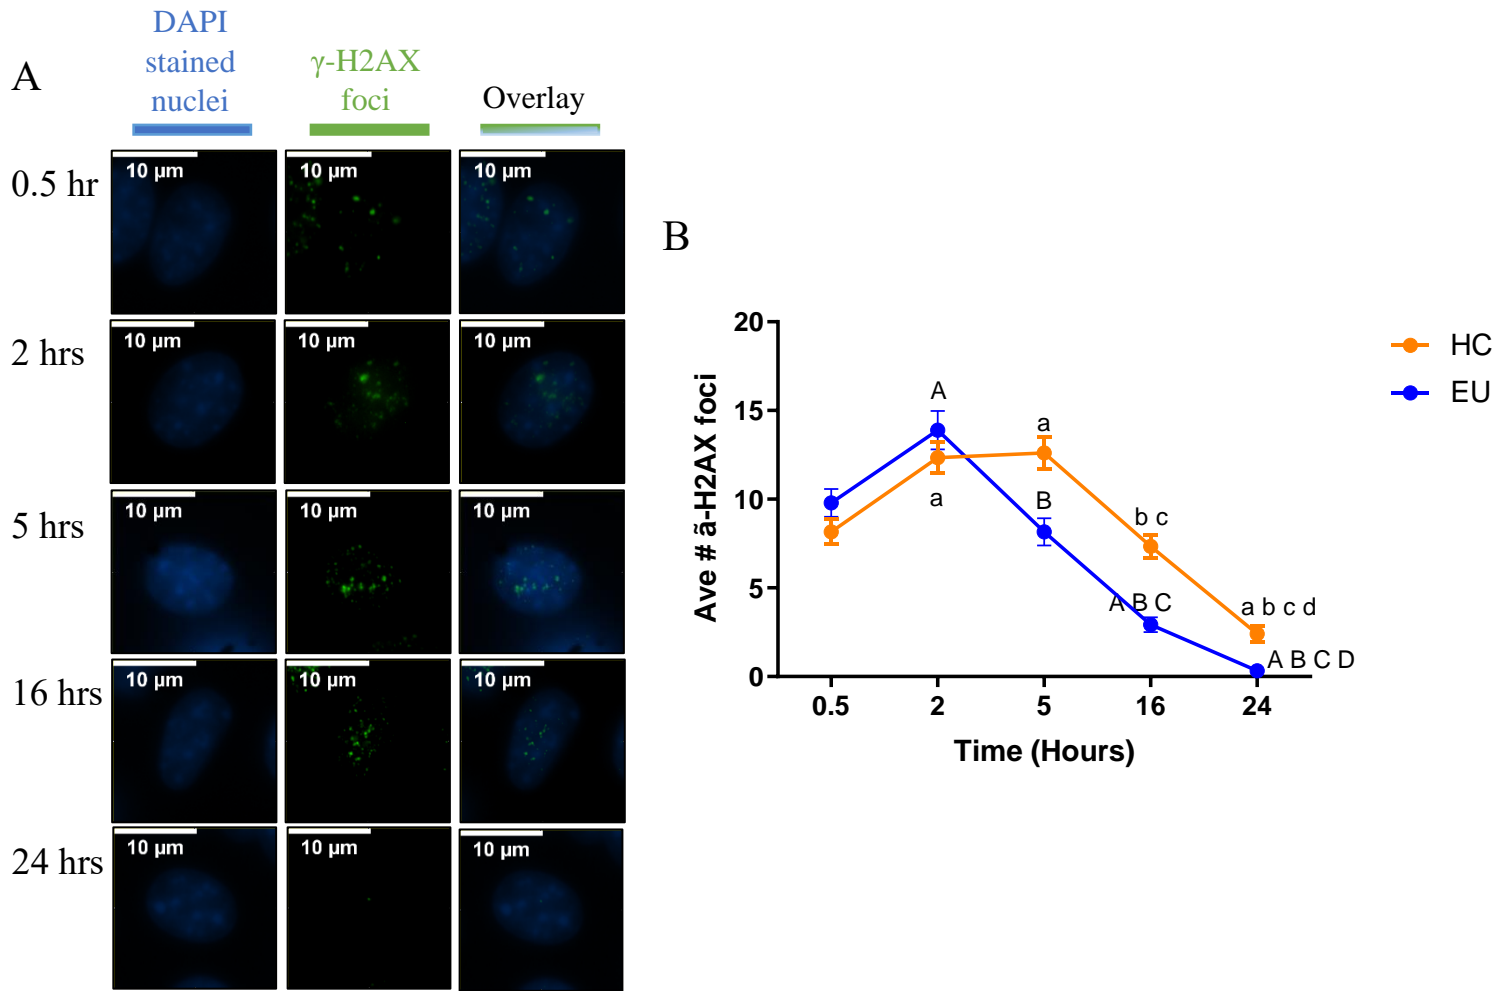 A
DAPI
stained
nuclei
γ-H2AX
foci
Overlay
0.5 hr
10 µm
10 µm
10 µm
2 hrs
10 µm
10 µm
10 µm
5 hrs
10 µm
10 µm
10 µm
16 hrs
10 µm
10 µm
10 µm
24 hrs
10 µm
10 µm
10 µm
B
Ave # ã-H2AX foci
20
15
10
5
0
A
a
a
B
b c
A B C
a b c d
A B C D
0.5
2
5
16
24
Time (Hours)
HC
EU